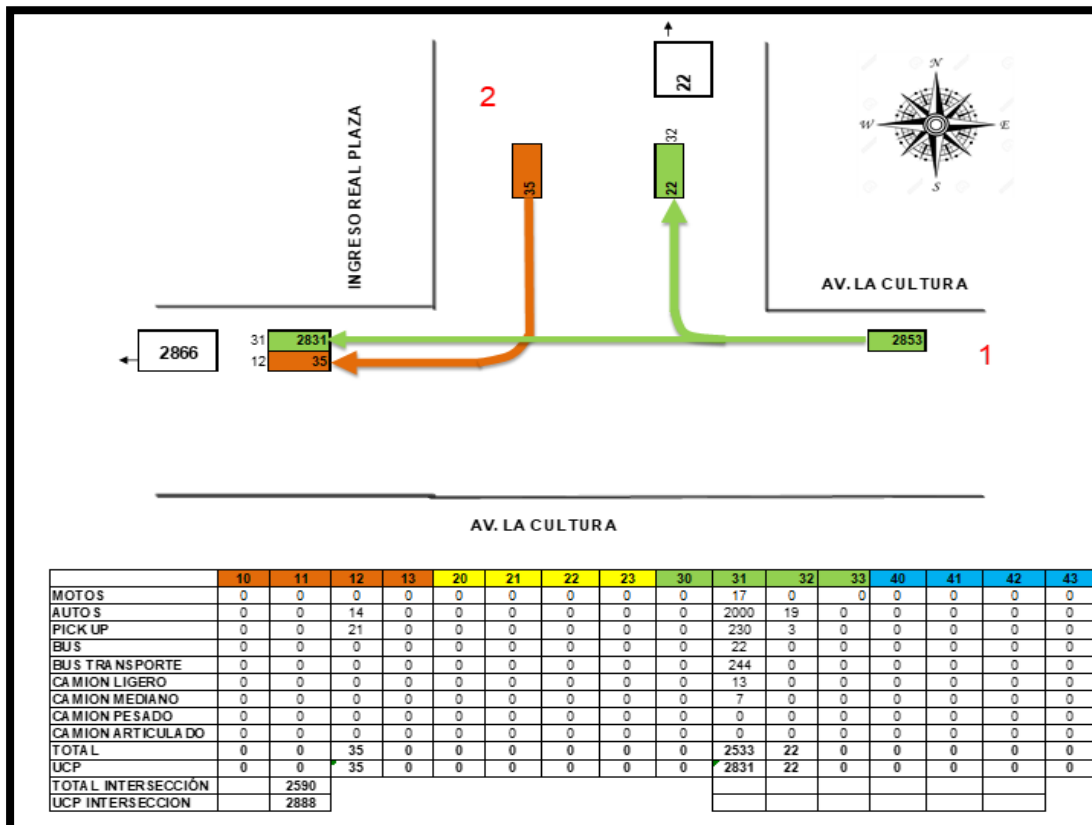 22
N
W E
S
2
INGRESO REAL PLAZA
35
32
22
AV. LA CULTURA
2866
31 2831
12 35
2853
1
AV. LA CULTURA
10 11 12 13 20 21 22 23 30 31 32 33 40 41 42 43
MOTOS 0 0 0 0 0 0 0 0 0 17 0 0 0 0 0 0
AUTOS 0 0 14 0 0 0 0 0 0 2000 19 0 0 0 0 0
PICK UP 0 0 21 0 0 0 0 0 0 230 3 0 0 0 0 0
BUS 0 0 0 0 0 0 0 0 0 22 0 0 0 0 0 0
BUS TRANSPORTE 0 0 0 0 0 0 0 0 0 244 0 0 0 0 0 0
CAMION LIGERO 0 0 0 0 0 0 0 0 0 13 0 0 0 0 0 0
CAMION MEDIANO 0 0 0 0 0 0 0 0 0 7 0 0 0 0 0 0
CAMION PESADO 0 0 0 0 0 0 0 0 0 0 0 0 0 0 0 0
CAMION ARTICULADO 0 0 0 0 0 0 0 0 0 0 0 0 0 0 0 0
TOTAL 0 0 35 0 0 0 0 0 0 2533 22 0 0 0 0 0
UCP 0 0 35 0 0 0 0 0 0 2831 22 0 0 0 0 0
TOTAL INTERSECCIÓN 2590
UCP INTERSECCION 2888